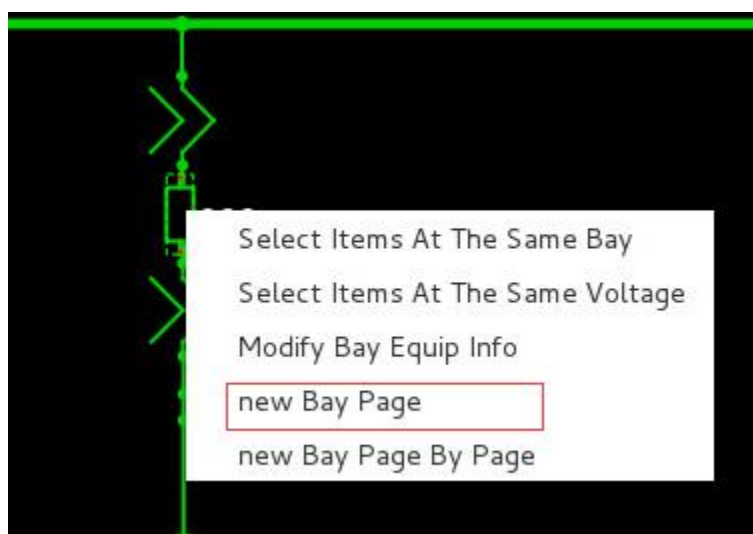 Select Items At The Same Bay
Select Items At The Same Voltage
Modify Bay Equip Info
new Bay Page
new Bay Page By Page